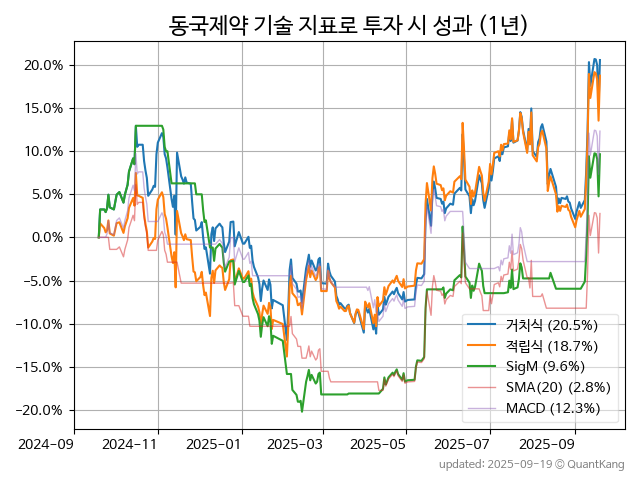 동국제약 기술 지표로 투자 시 성과 (1년)
20.0%
15.0%
10.0%
5.0%
0.0%
−5.0%
−10.0%
−15.0%
−20.0%
거치식 (20.5%)
적립식 (18.7%)
SigM (9.6%)
SMA(20) (2.8%)
MACD (12.3%)
2024-09 2024-11 2025-01 2025-03 2025-05 2025-07 2025-09
updated: 2025-09-19 © QuantKang